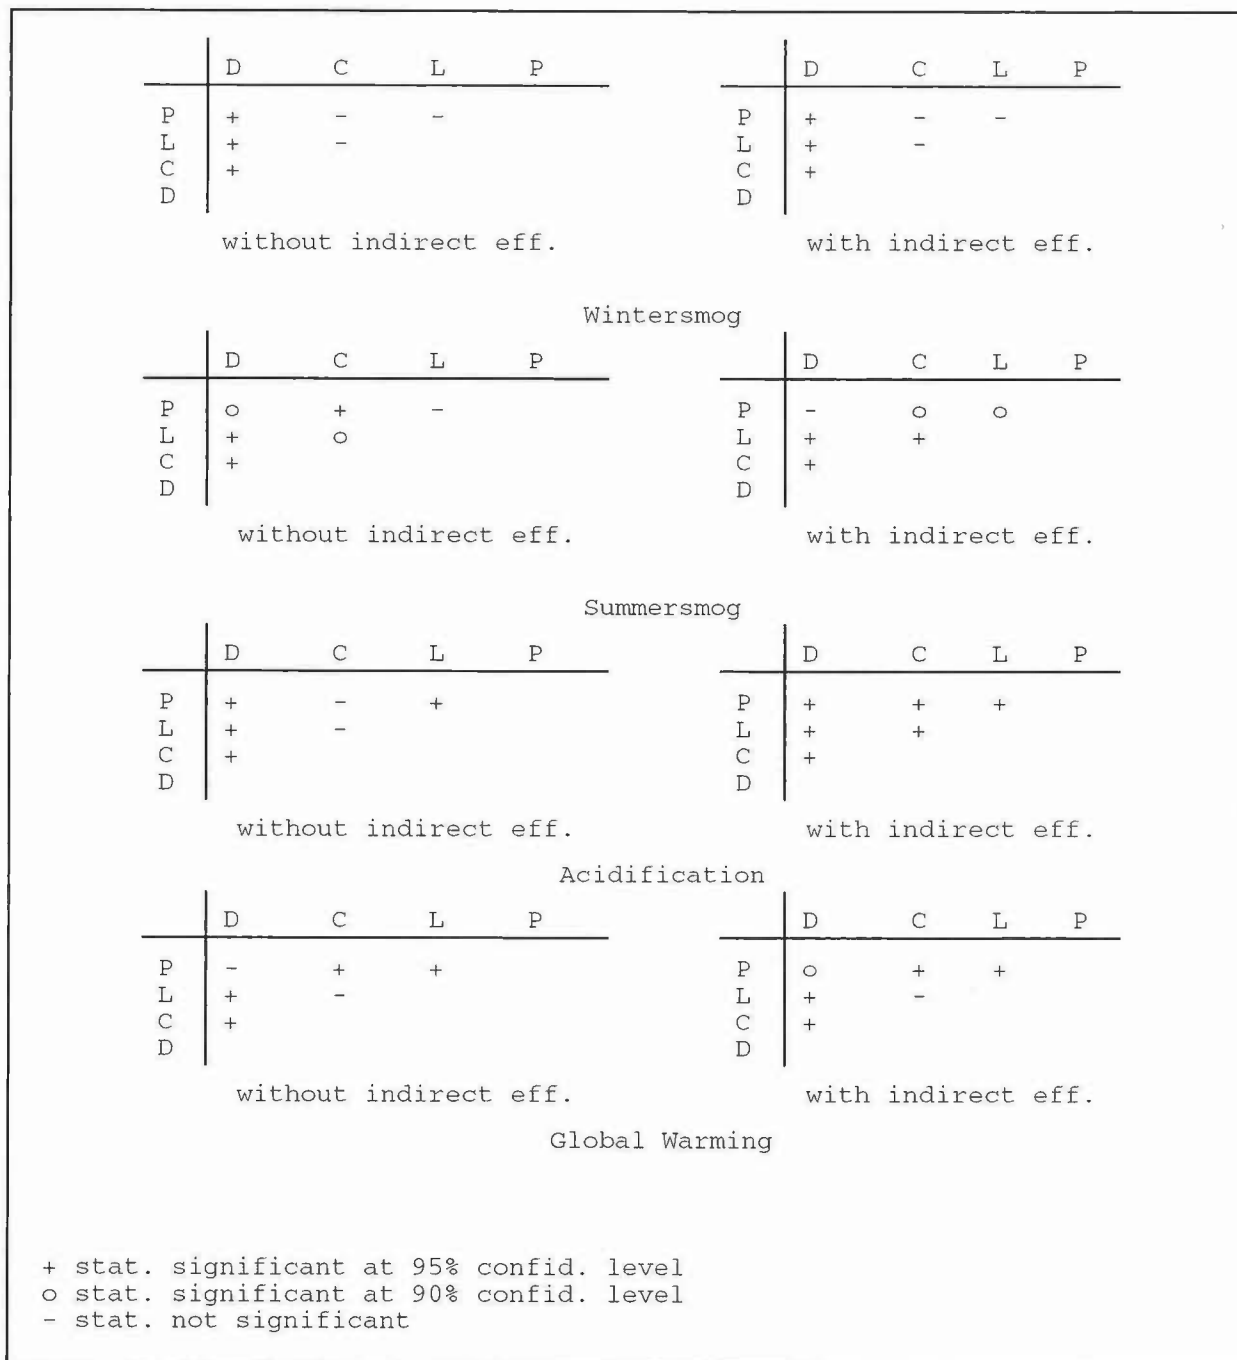 D C L P D C L P
P + - - P + - -
L + - L + -
C + C +
D D
without indirect eff. with indirect eff.
Wintersmog
D C L P D C L P
P o + - P - o o
L + o L + +
C + C +
D D
without indirect eff. with indirect eff.
Summersmog
D C L P D C L P
P + - + P + + +
L + - L + +
C + C +
D D
without indirect eff. with indirect eff.
Acidification
D C L P D C L P
P - + + P o + +
L + - L + -
C + C +
D D
without indirect eff. with indirect eff.
Global Warming
+ stat. significant at 95% confid. level
o stat. significant at 90% confid. level
- stat. not significant